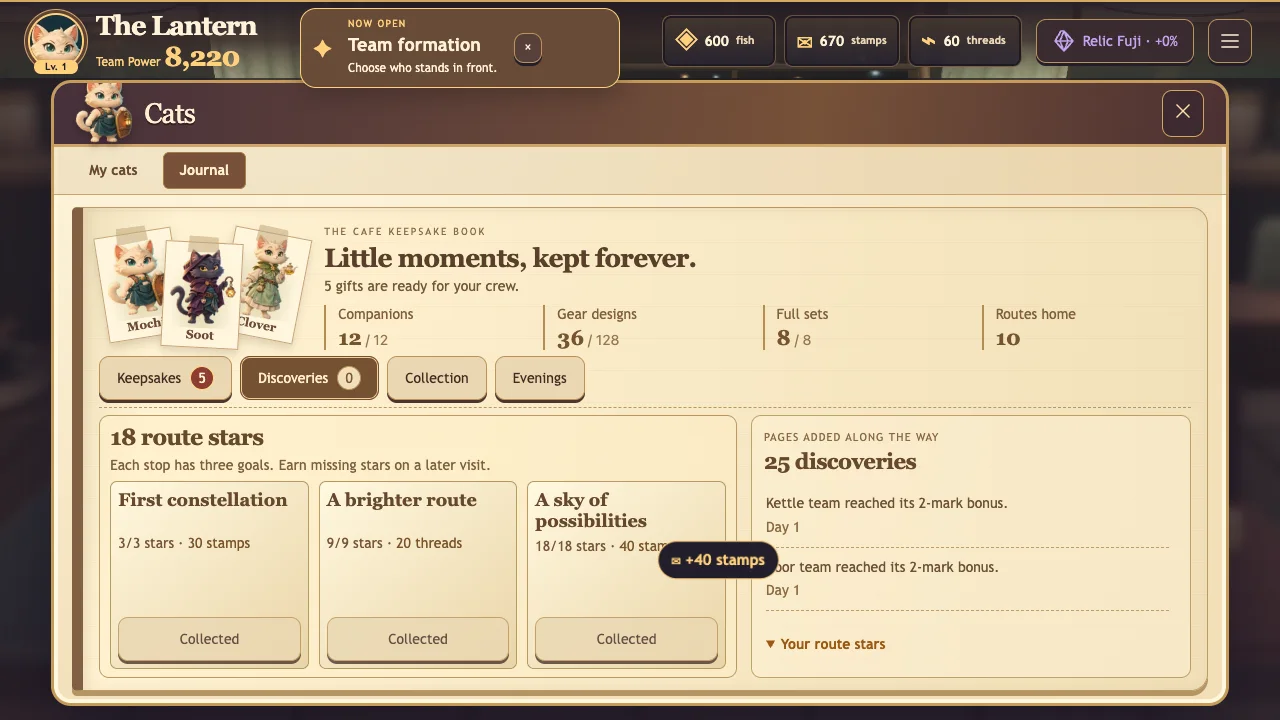 The Lantern
Team Power 8,220
Lv. 1
NOW OPEN
Team formation
Choose who stands in front.
×
600 fish
670 stamps
60 threads
Relic Fuji · +0%
Cats
My cats
Journal
Soot
Clover
THE CAFE KEEPSAKE BOOK
Little moments, kept forever.
5 gifts are ready for your crew.
Companions
12 / 12
Gear designs
36 / 128
Full sets
8 / 8
Routes home
10
Keepsakes 5
Discoveries 0
Collection
Evenings
18 route stars
Each stop has three goals. Earn missing stars on a later visit.
First constellation
3/3 stars · 30 stamps
Collected
A brighter route
9/9 stars · 20 threads
Collected
A sky of
possibilities
18/18 stars · 40
Collected
+40 stamps
PAGES ADDED ALONG THE WAY
25 discoveries
Kettle team reached its 2-mark bonus.
Day 1
team reached its 2-mark bonus.
Day 1
▼ Your route stars